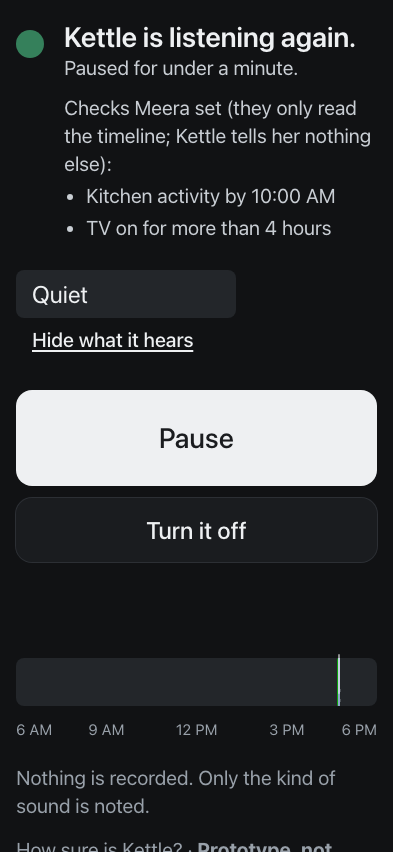 Kettle is listening again.
Paused for under a minute.
Checks Meera set (they only read
the timeline; Kettle tells her nothing
else):
• Kitchen activity by 10:00 AM
• TV on for more than 4 hours
Quiet
Hide what it hears
Pause
Turn it off
6 AM 9 AM 12 PM 3 PM 6 PM
Nothing is recorded. Only the kind of
sound is noted.
How sure is Kettle? · Prototype, not